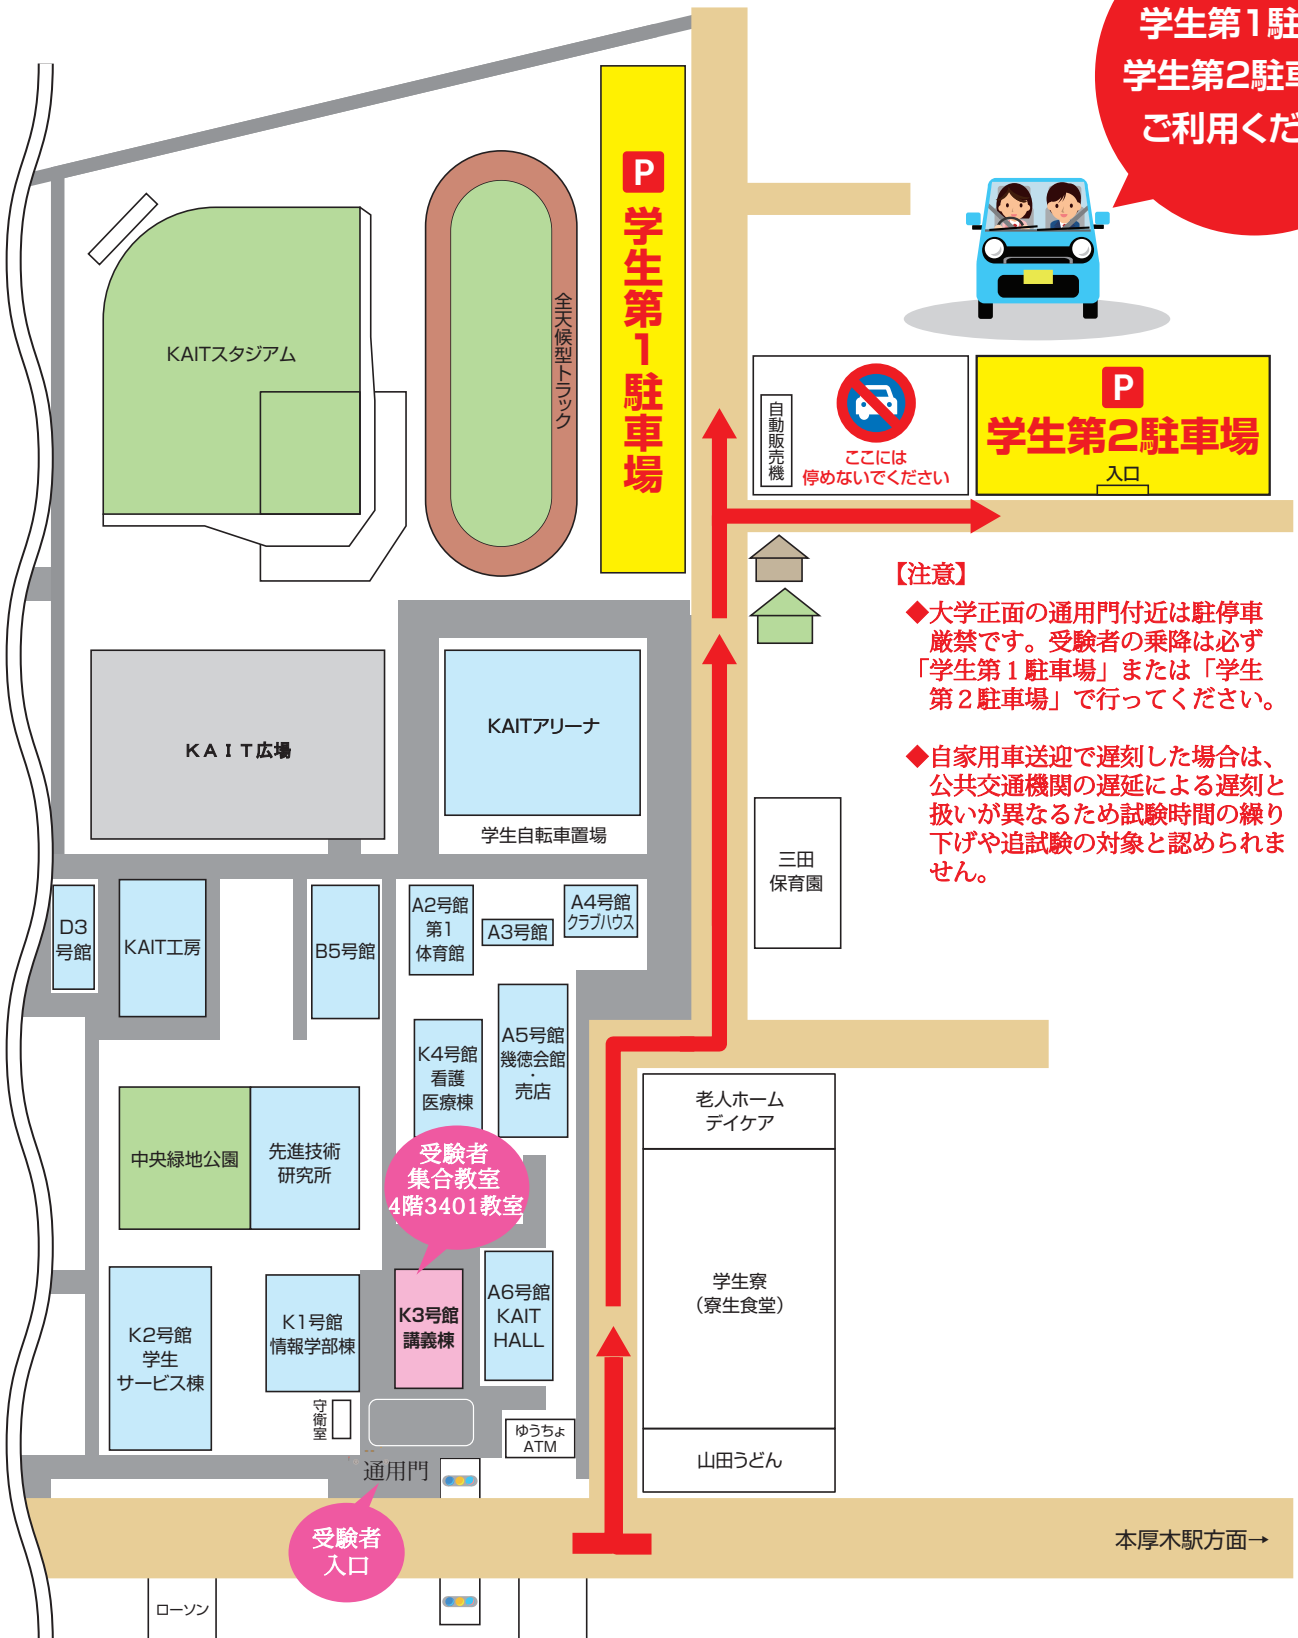 学生第1駐
学生第2駐車
ご利用くだ
P
学生第1駐車場
全天候型トラック
KAITスタジアム
自動販売機
ここには
停めないでください
P
学生第2駐車場
入口
【注意】
◆大学正面の通用門付近は駐停車
厳禁です。受験者の乗降は必ず
「学生第１駐車場」または「学生
第２駐車場」で行ってください。
◆自家用車送迎で遅刻した場合は、
公共交通機関の遅延による遅刻と
扱いが異なるため試験時間の繰り
下げや追試験の対象と認められま
せん。
KAIT広場
KAITアリーナ
学生自転車置場
三田
保育園
D3
号館
KAIT工房
B5号館
A2号館
第1
体育館
A3号館
A4号館
クラブハウス
K4号館
看護
医療棟
A5号館
幾徳会館
・
売店
老人ホーム
デイケア
中央緑地公園
先進技術
研究所
受験者
集合教室
4階3401教室
学生寮
（寮生食堂）
K2号館
学生
サービス棟
K1号館
情報学部棟
K3号館
講義棟
A6号館
KAIT
HALL
守衛室
ゆうちょ
ATM
山田うどん
通用門
受験者
入口
本厚木駅方面→
ローソン